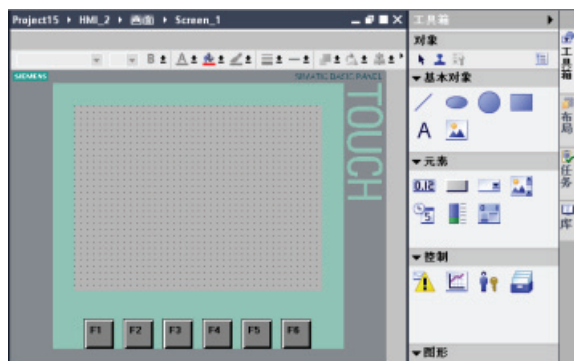 Project15 ▸ HMI_2 ▸ 画面 ▸ Screen_1
工具箱
对象
B
A
SIEMENS
SIMATIC BASIC PANEL
TOUCH
基本对象
A
元素
0.12
5
控制
图形
F1 F2 F3 F4 F5 F6
工具箱
布局
任务
库